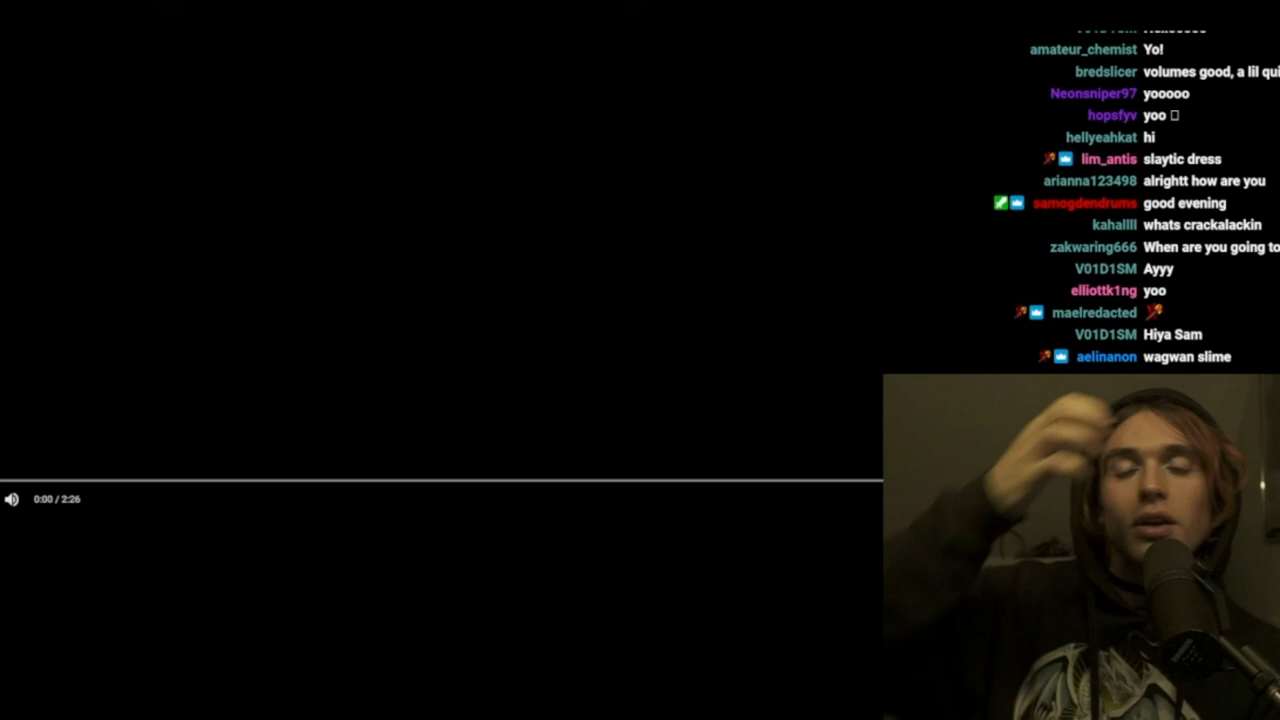 amateur_chemist Yo!
bredslicer volumes good, a lil qui
Neonsniper97 yooooo
hopsfyv yoo
hellyeahkat hi
lim_antis slaytic dress
arianna123498 alrightt how are you
samogdendrums good evening
kahallll whats crackalackin
zakwaring666 When are you going to
V01D1SM Ayyy
elliottk1ng yoo
maelredacted
V01D1SM Hiya Sam
aelinanon wagwan slime
0:00 / 2:26